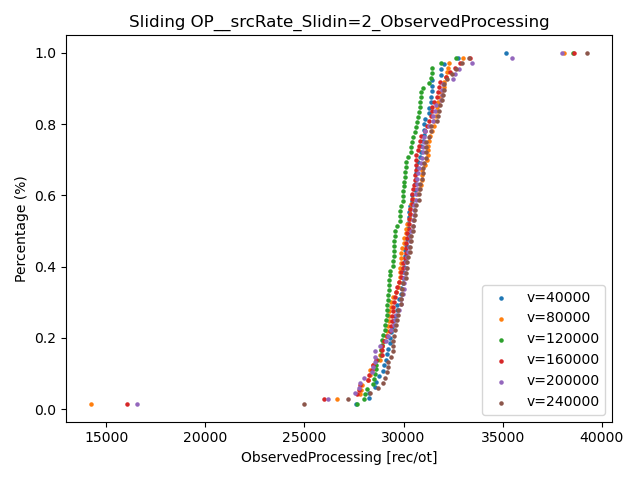 Sliding OP__srcRate_Slidin=2_ObservedProcessing
1.0
0.8
0.6
0.4
0.2
0.0
Percentage (%)
v=40000
v=80000
v=120000
v=160000
v=200000
v=240000
15000 20000 25000 30000 35000 40000
ObservedProcessing [rec/ot]